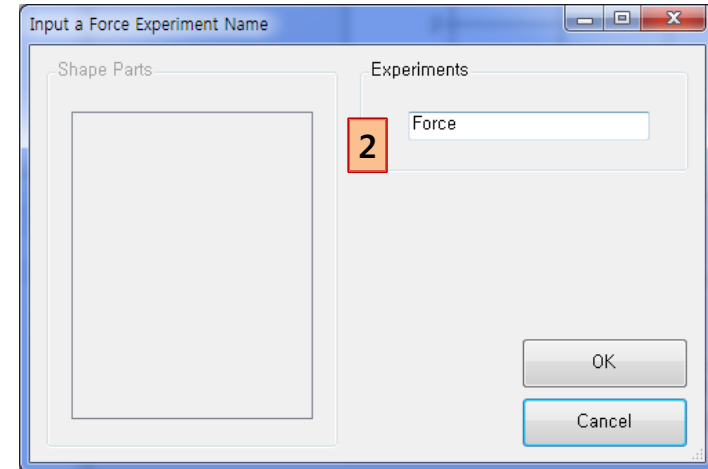 Input a Force Experiment Name
Shape Parts
Experiments
Force
2
OK
Cancel